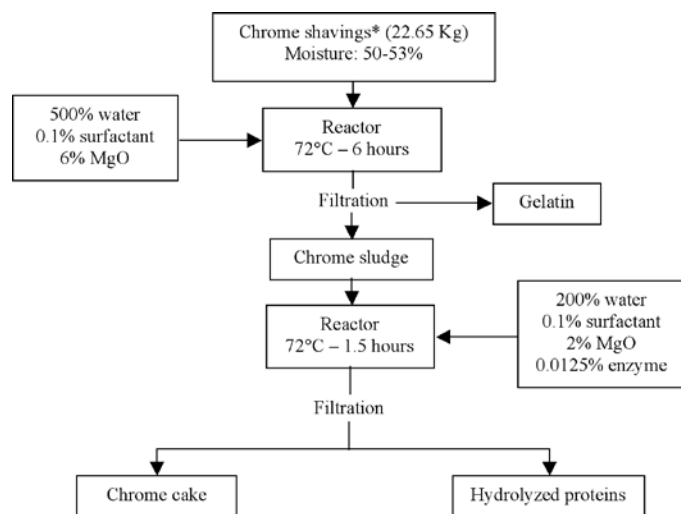 Chrome shavings* (22.65 Kg)
Moisture: 50-53%
500% water
0.1% surfactant
6% MgO
Reactor
72°C – 6 hours
Filtration
Gelatin
Chrome sludge
Reactor
72°C – 1.5 hours
200% water
0.1% surfactant
2% MgO
0.0125% enzyme
Filtration
Chrome cake
Hydrolyzed proteins